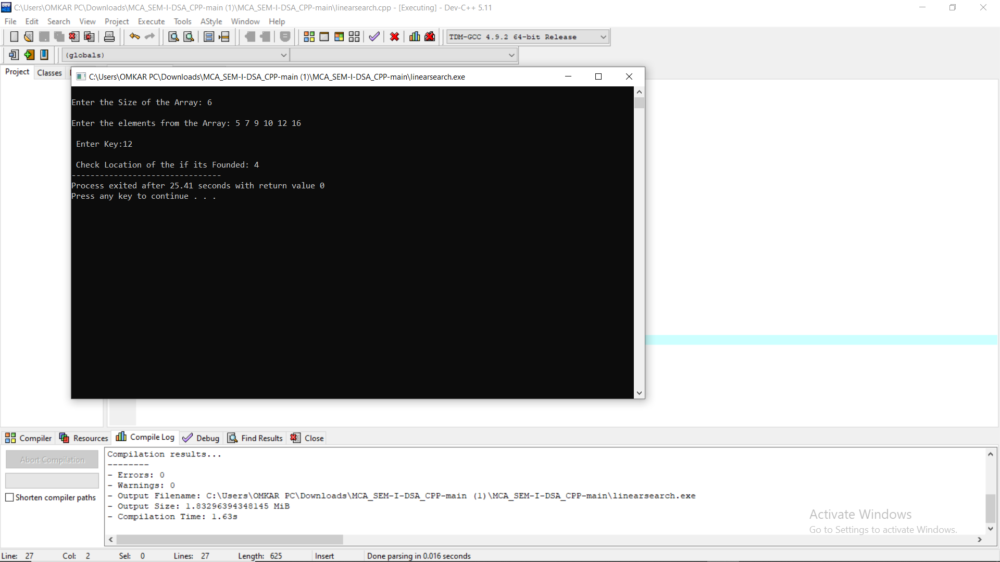 C:\Users\OMKAR PC\Downloads\MCA_SEM-I-DSA_CPP-main (1)\MCA_SEM-I-DSA_CPP-main\linearsearch.cpp - [Executing] - Dev-C++ 5.11
File Edit Search View Project Execute Tools AStyle Window Help
TDM-GCC 4.9.2 64-bit Release
(globals)
Project Classes
C:\Users\OMKAR PC\Downloads\MCA_SEM-I-DSA_CPP-main (1)\MCA_SEM-I-DSA_CPP-main\linearsearch.exe
Enter the Size of the Array: 6
Enter the elements from the Array: 5 7 9 10 12 16
Enter Key:12
Check Location of the if its Founded: 4
--------------------------------
Process exited after 25.41 seconds with return value 0
Press any key to continue . . .
Compiler Resources Compile Log Debug Find Results Close
Abort Compilation
Shorten compiler paths
Compilation results...
--------
- Errors: 0
- Warnings: 0
- Output Filename: C:\Users\OMKAR PC\Downloads\MCA_SEM-I-DSA_CPP-main (1)\MCA_SEM-I-DSA_CPP-main\linearsearch.exe
- Output Size: 1.83296394348145 MiB
- Compilation Time: 1.63s
Activate Windows
Go to Settings to activate Windows.
Line: 27 Col: 2 Sel: 0 Lines: 27 Length: 625 Insert Done parsing in 0.016 seconds